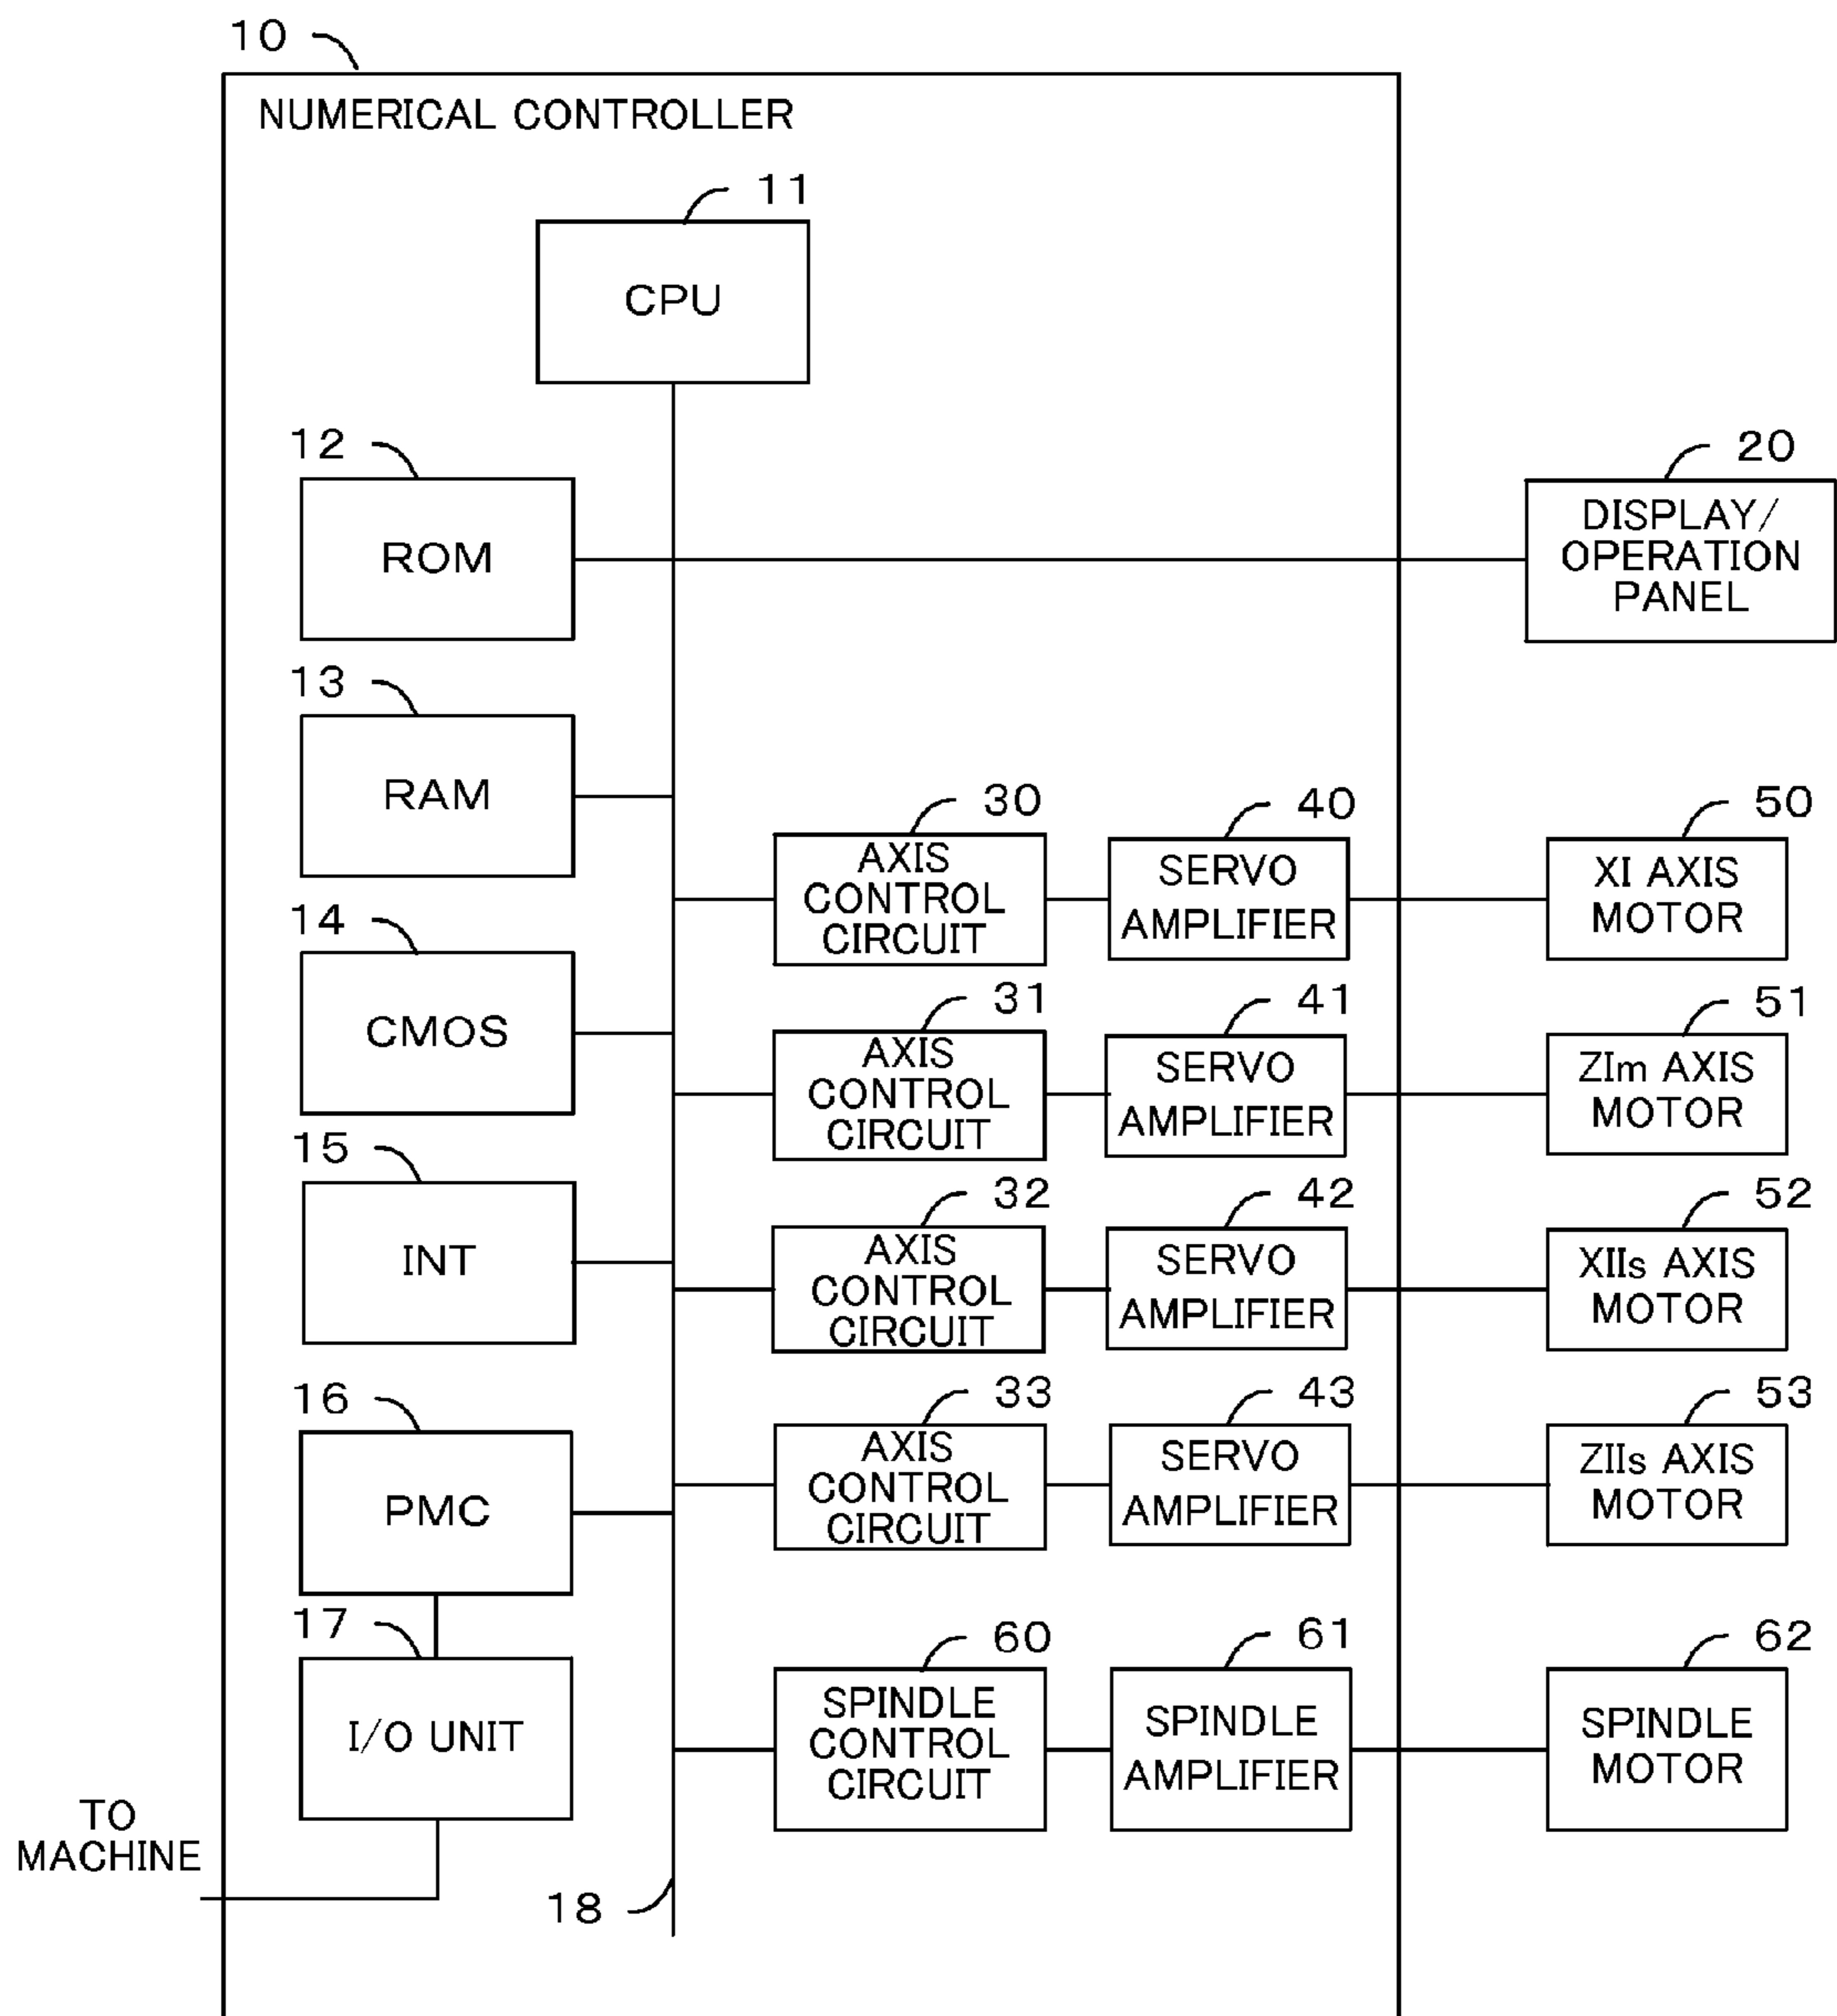 10
NUMERICAL CONTROLLER
11
CPU
12
ROM
20
DISPLAY/
OPERATION
PANEL
13
RAM
30
AXIS
CONTROL
CIRCUIT
40
SERVO
AMPLIFIER
50
XI AXIS
MOTOR
14
CMOS
31
AXIS
CONTROL
CIRCUIT
41
SERVO
AMPLIFIER
51
ZIm AXIS
MOTOR
15
INT
32
AXIS
CONTROL
CIRCUIT
42
SERVO
AMPLIFIER
52
XIIs AXIS
MOTOR
16
PMC
33
AXIS
CONTROL
CIRCUIT
43
SERVO
AMPLIFIER
53
ZIIs AXIS
MOTOR
17
I/O UNIT
60
SPINDLE
CONTROL
CIRCUIT
61
SPINDLE
AMPLIFIER
62
SPINDLE
MOTOR
TO
MACHINE
18